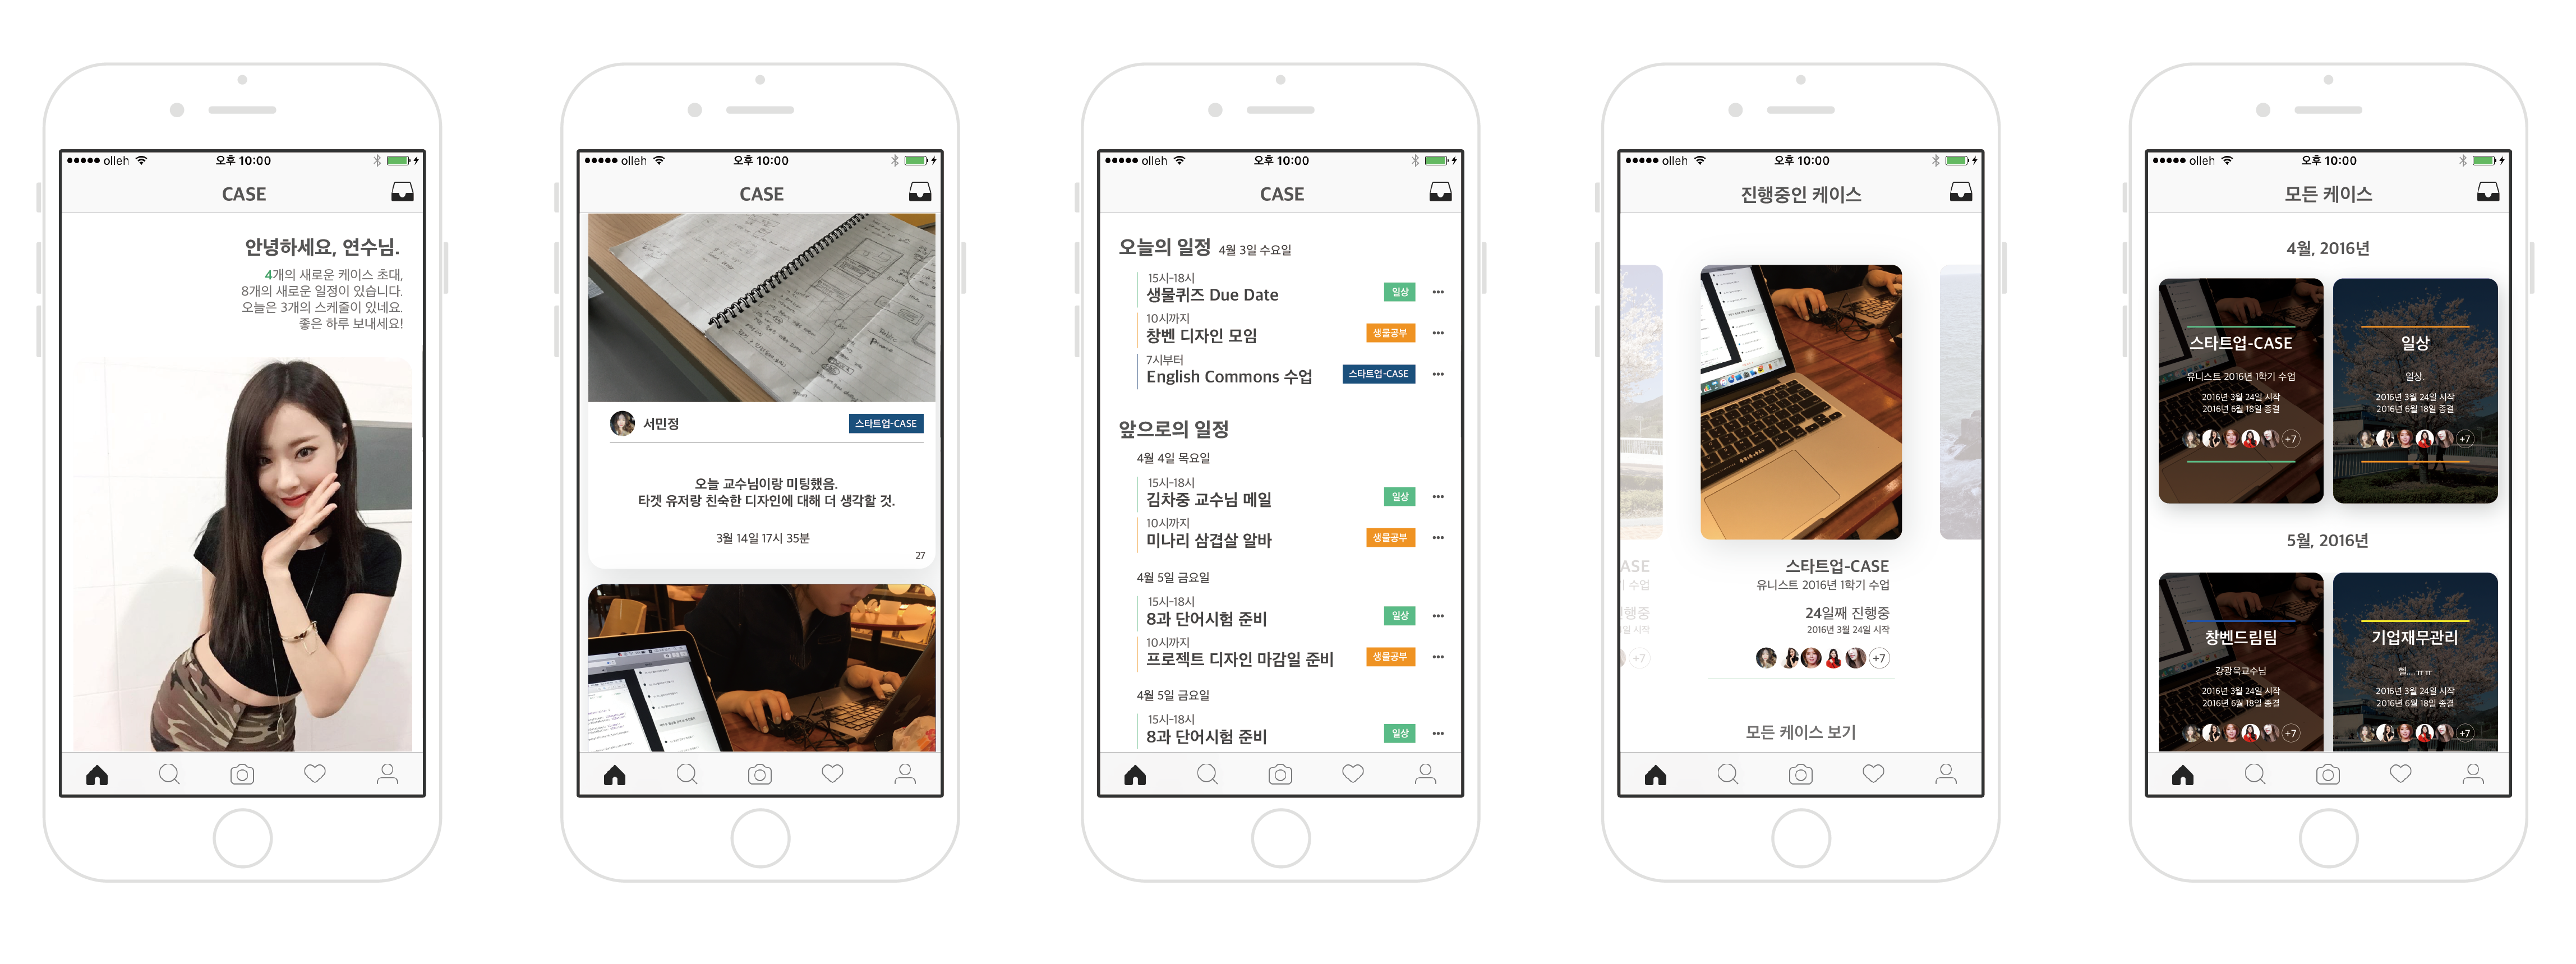 olleh 오후 10:00
CASE
안녕하세요, 연수님.
4개의 새로운 케이스 초대,
8개의 새로운 일정이 있습니다.
오늘은 3개의 스케줄이 있네요.
좋은 하루 보내세요!
olleh 오후 10:00
CASE
서민정 스타트업-CASE
오늘 교수님이랑 미팅했음.
타겟 유저랑 친숙한 디자인에 대해 더 생각할 것.
3월 14일 17시 35분
27
olleh 오후 10:00
CASE
오늘의 일정 4월 3일 수요일
15시-18시
생물퀴즈 Due Date 일상
10시까지
창벤 디자인 모임 생물공부
7시부터
English Commons 수업 스타트업-CASE
앞으로의 일정
4월 4일 목요일
15시-18시
김차중 교수님 메일 일상
10시까지
미나리 삼겹살 알바 생물공부
4월 5일 금요일
15시-18시
8과 단어시험 준비 일상
10시까지
프로젝트 디자인 마감일 준비 생물공부
4월 5일 금요일
15시-18시
8과 단어시험 준비 일상
olleh 오후 10:00
진행중인 케이스
ASE
수업
행중
일 시작
+7
스타트업-CASE
유니스트 2016년 1학기 수업
24일째 진행중
2016년 3월 24일 시작
+7
모든 케이스 보기
olleh 오후 10:00
모든 케이스
4월, 2016년
스타트업-CASE
유니스트 2016년 1학기 수업
2016년 3월 24일 시작
2016년 6월 18일 종결
+7
일상
일상.
2016년 3월 24일 시작
2016년 6월 18일 종결
+7
5월, 2016년
창벤드림팀
강광욱교수님
2016년 3월 24일 시작
2016년 6월 18일 종결
+7
기업재무관리
헬....ㅠㅠ
2016년 3월 24일 시작
2016년 6월 18일 종결
+7